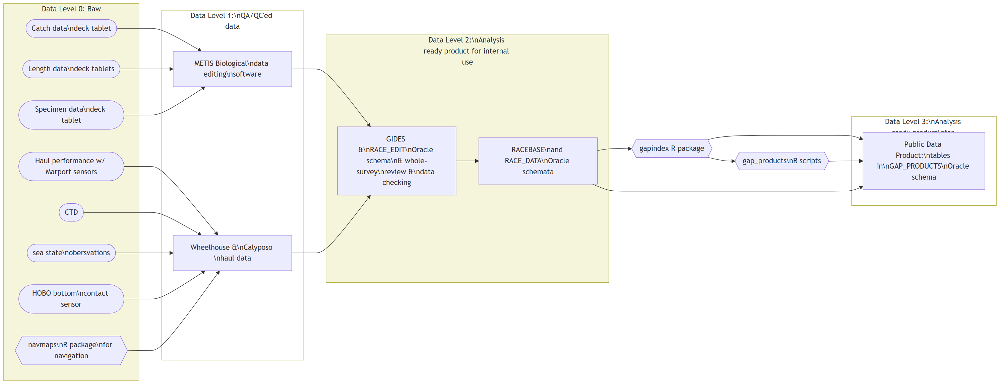 Data Level 0: Raw
Catch data\ndeck tablet
Length data\ndeck tablets
Specimen data\ndeck
tablet
Haul performance w/
Marport sensors
CTD
sea state\nobersvations
HOBO bottom\ncontact
sensor
navmaps\nR package\nfor
navigation
Data Level 1:\nQA/QC'ed
data
METIS Biological\ndata
editing\nsoftware
Wheelhouse &\nCalyposo
\nhaul data
Data Level 2:\nAnalysis
ready product for internal
use
GIDES
&\nRACE_EDIT\nOracle
schema\n& whole-
survey\nreview &\ndata
checking
RACEBASE\nand
RACE_DATA\nOracle
schemata
gapindex R package
gap_products\nR scripts
Data Level 3:\nAnalysis
ready product\nfor
Public Data
Product:\ntables
in\nGAP_PRODUCTS\nOracle
schema